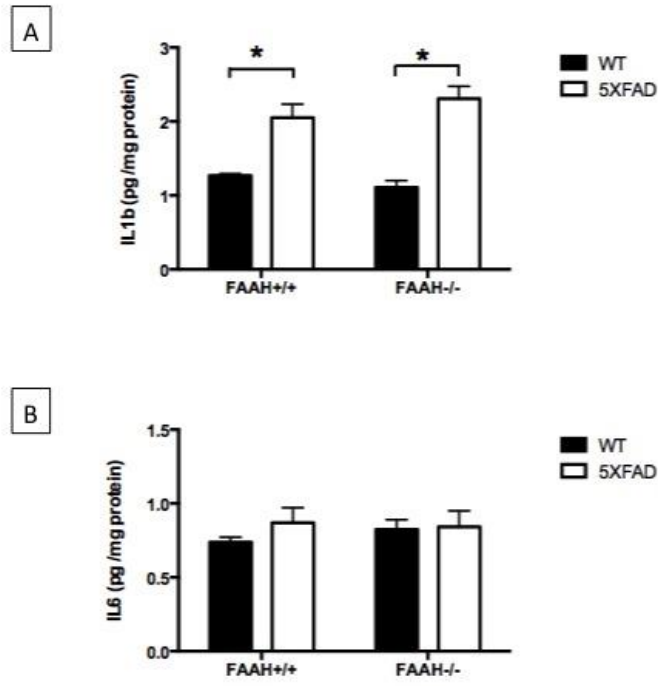 A
IL1b (pg /mg protein)
3
2
1
0
*
*
FAAH+/+
FAAH-/-
WT
5XFAD
B
IL6 (pg /mg protein)
1.5
1.0
0.5
0.0
FAAH+/+
FAAH-/-
WT
5XFAD